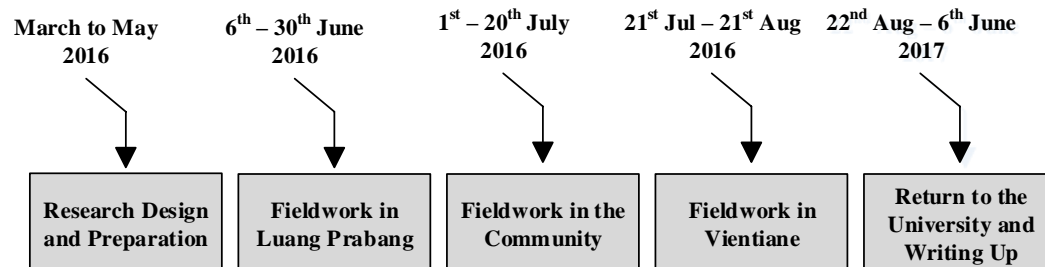 March to May
2016
6th – 30th June
2016
1st – 20th July
2016
21st Jul – 21st Aug
2016
22nd Aug – 6th June
2017
Research Design
and Preparation
Fieldwork in
Luang Prabang
Fieldwork in the
Community
Fieldwork in
Vientiane
Return to the
University and
Writing Up